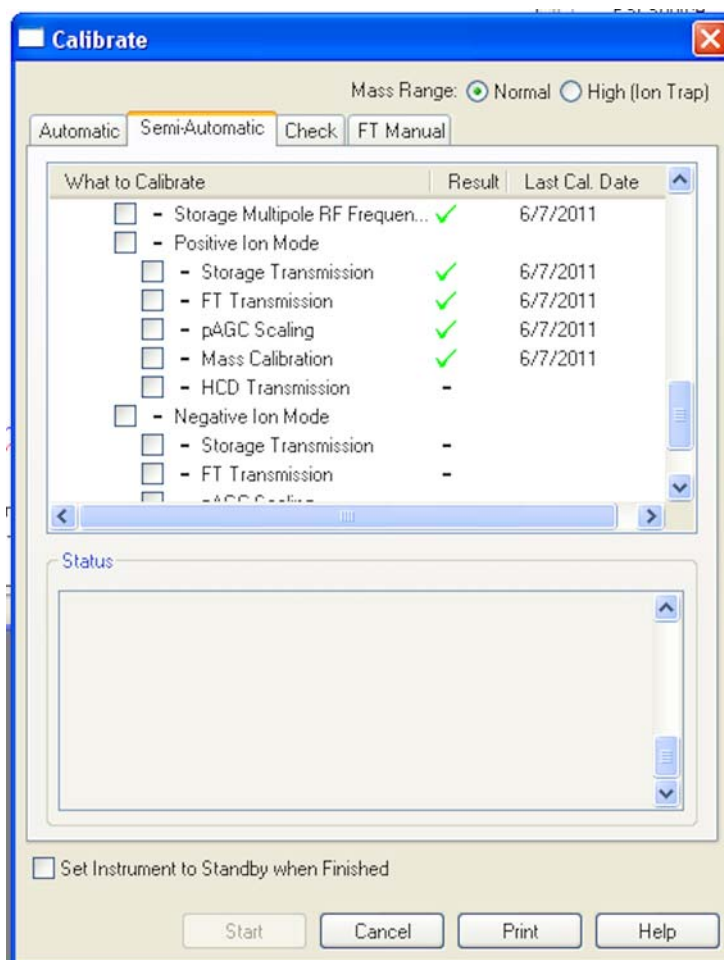 Calibrate
Mass Range: Normal High (Ion Trap)
Automatic Semi-Automatic Check FT Manual
What to Calibrate Result Last Cal. Date
- Storage Multipole RF Frequen... ✓ 6/7/2011
- Positive Ion Mode
- Storage Transmission ✓ 6/7/2011
- FT Transmission ✓ 6/7/2011
- pAGC Scaling ✓ 6/7/2011
- Mass Calibration ✓ 6/7/2011
- HCD Transmission -
- Negative Ion Mode
- Storage Transmission -
- FT Transmission -
Status
Set Instrument to Standby when Finished
Start Cancel Print Help